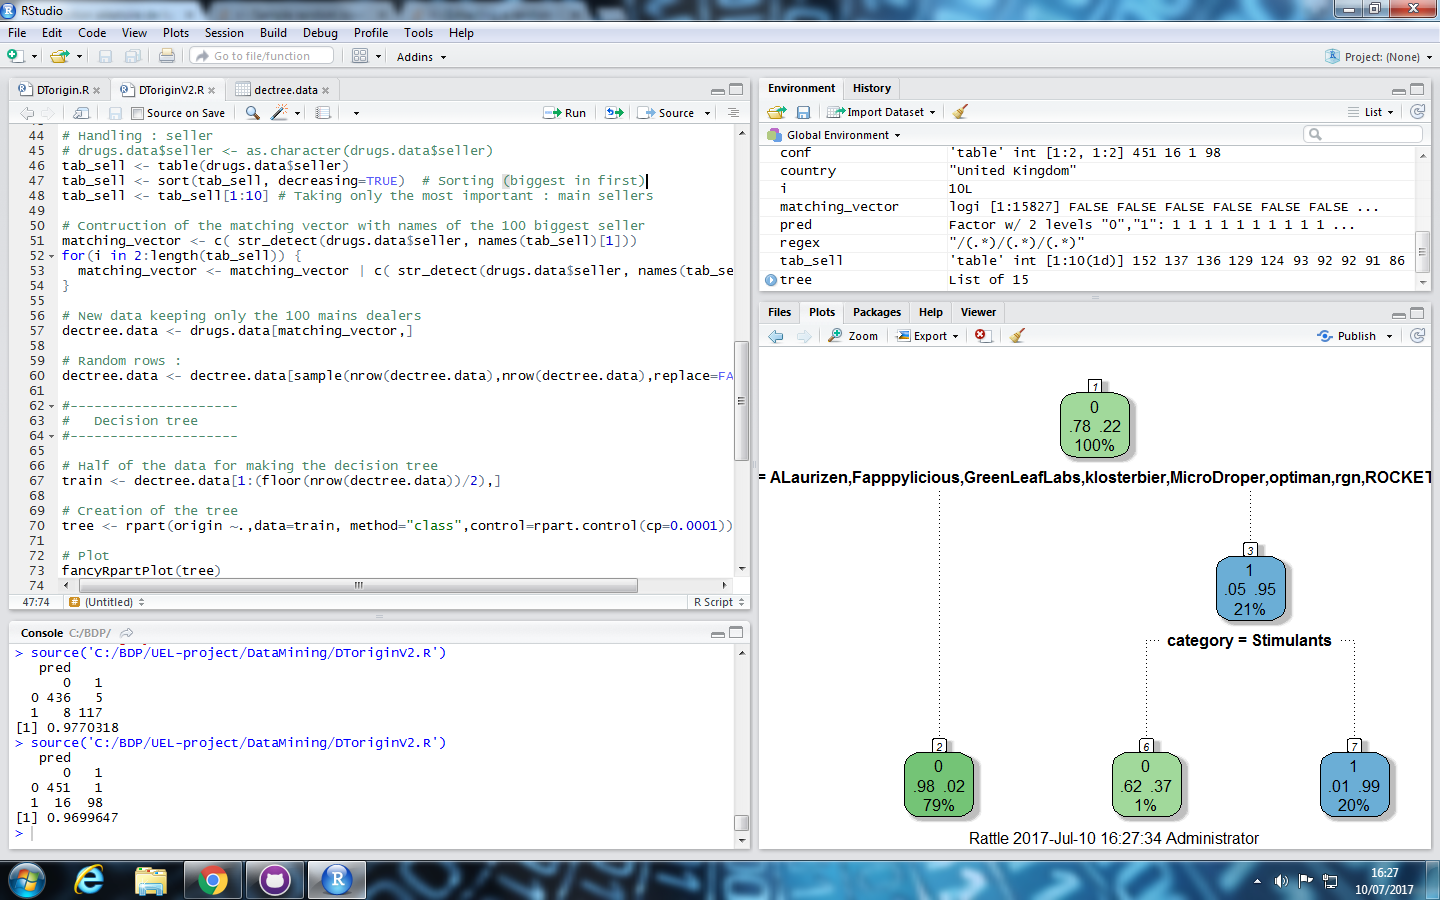 RStudio
File Edit Code View Plots Session Build Debug Profile Tools Help
Go to file/function Addins Project: (None)
DTorigin.R DToriginV2.R dectree.data
Source on Save Run Source
44 # Handling : seller
45 # drugs.data$seller <- as.character(drugs.data$seller)
46 tab_sell <- table(drugs.data$seller)
47 tab_sell <- sort(tab_sell, decreasing=TRUE) # Sorting (biggest in first)
48 tab_sell <- tab_sell[1:10] # Taking only the most important : main sellers
49
50 # Contruction of the matching vector with names of the 100 biggest seller
51 matching_vector <- c( str_detect(drugs.data$seller, names(tab_sell)[1]))
52 for(i in 2:length(tab_sell)) {
53 matching_vector <- matching_vector | c( str_detect(drugs.data$seller, names(tab_se
54 }
55
56 # New data keeping only the 100 mains dealers
57 dectree.data <- drugs.data[matching_vector,]
58
59 # Random rows :
60 dectree.data <- dectree.data[sample(nrow(dectree.data),nrow(dectree.data),replace=FA
61
62 #---------------------
63 # Decision tree
64 #---------------------
65
66 # Half of the data for making the decision tree
67 train <- dectree.data[1:(floor(nrow(dectree.data))/2),]
68
69 # Creation of the tree
70 tree <- rpart(origin ~.,data=train, method="class",control=rpart.control(cp=0.0001))
71
72 # Plot
73 fancyRpartPlot(tree)
74
47:74 # (Untitled) R Script
Console C:/BDP/
> source('C:/BDP/UEL-project/DataMining/DToriginV2.R')
pred
0 1
0 436 5
1 8 117
[1] 0.9770318
> source('C:/BDP/UEL-project/DataMining/DToriginV2.R')
pred
0 1
0 451 1
1 16 98
[1] 0.9699647
>
Environment History
Import Dataset List
Global Environment
conf 'table' int [1:2, 1:2] 451 16 1 98
country "United Kingdom"
i 10L
matching_vector logi [1:15827] FALSE FALSE FALSE FALSE FALSE FALSE ...
pred Factor w/ 2 levels "0","1": 1 1 1 1 1 1 1 1 1 1 ...
regex "/(.*)/(.*)/(.*)"
tab_sell 'table' int [1:10(1d)] 152 137 136 129 124 93 92 92 91 86
tree List of 15
Files Plots Packages Help Viewer
Zoom Export Publish
1
0
.78 .22
100%
= ALaurizen,Fapppylicious,GreenLeafLabs,klosterbier,MicroDroper,optiman,rgn,ROCKET
3
1
.05 .95
21%
category = Stimulants
2 6 7
0 0 1
.98 .02 .62 .37 .01 .99
79% 1% 20%
Rattle 2017-Jul-10 16:27:34 Administrator
16:27
10/07/2017